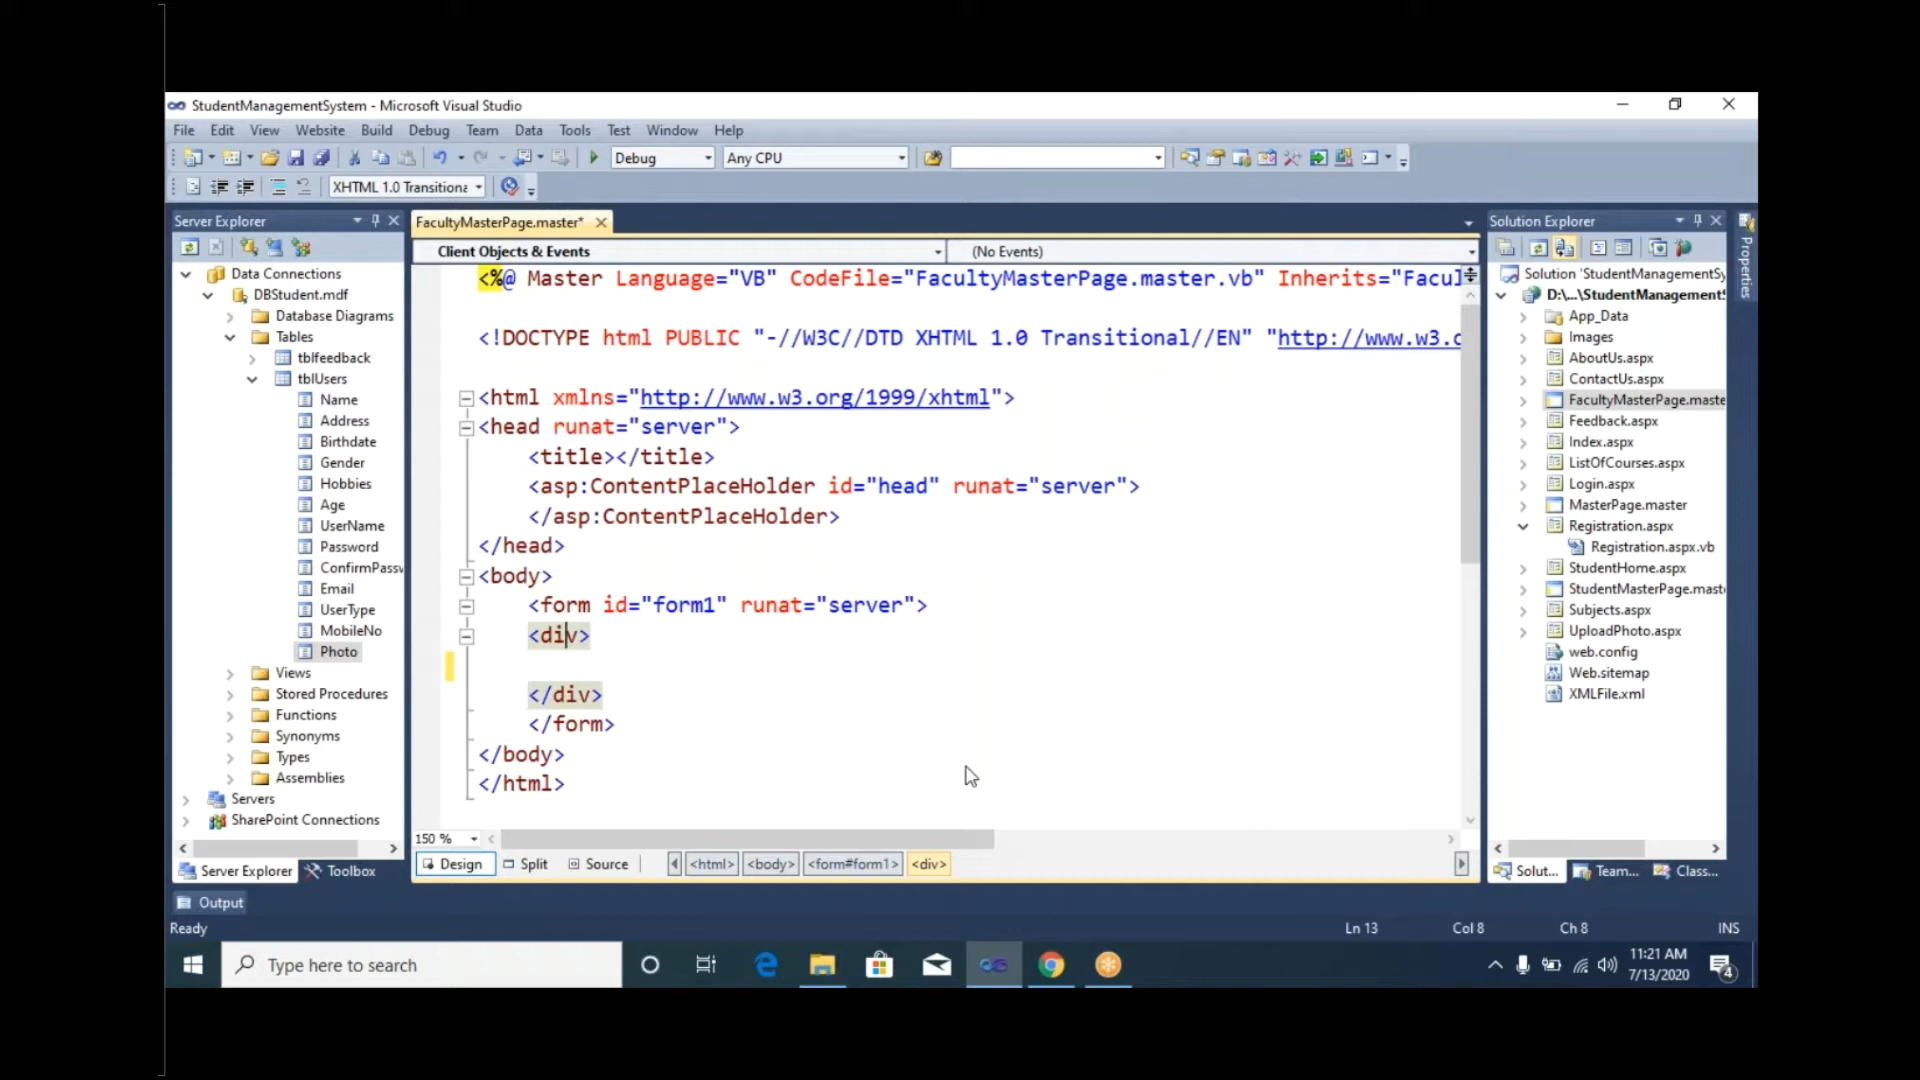 StudentManagementSystem - Microsoft Visual Studio
File Edit View Website Build Debug Team Data Tools Test Window Help
Debug Any CPU
XHTML 1.0 Transitiona
Server Explorer
Data Connections
DBStudent.mdf
Database Diagrams
Tables
tblfeedback
tblUsers
Name
Address
Birthdate
Gender
Hobbies
Age
UserName
Password
ConfirmPassw
Email
UserType
MobileNo
Photo
Views
Stored Procedures
Functions
Synonyms
Types
Assemblies
Servers
SharePoint Connections
Server Explorer Toolbox
FacultyMasterPage.master*
Client Objects & Events (No Events)
<%@ Master Language="VB" CodeFile="FacultyMasterPage.master.vb" Inherits="Facul
<!DOCTYPE html PUBLIC "-//W3C//DTD XHTML 1.0 Transitional//EN" "http://www.w3.o
<html xmlns="http://www.w3.org/1999/xhtml">
<head runat="server">
<title></title>
<asp:ContentPlaceHolder id="head" runat="server">
</asp:ContentPlaceHolder>
</head>
<body>
<form id="form1" runat="server">
<div>
</div>
</form>
</body>
</html>
150 %
Design Split Source <html> <body> <form#form1> <div>
Solution Explorer
Solution 'StudentManagementSy
D:\...\StudentManagementS
App_Data
Images
AboutUs.aspx
ContactUs.aspx
FacultyMasterPage.maste
Feedback.aspx
Index.aspx
ListOfCourses.aspx
Login.aspx
MasterPage.master
Registration.aspx
Registration.aspx.vb
StudentHome.aspx
StudentMasterPage.mast
Subjects.aspx
UploadPhoto.aspx
web.config
Web.sitemap
XMLFile.xml
Solut... Team... Class...
Properties
Output
Ready Ln 13 Col 8 Ch 8 INS
Type here to search
11:21 AM
7/13/2020
4